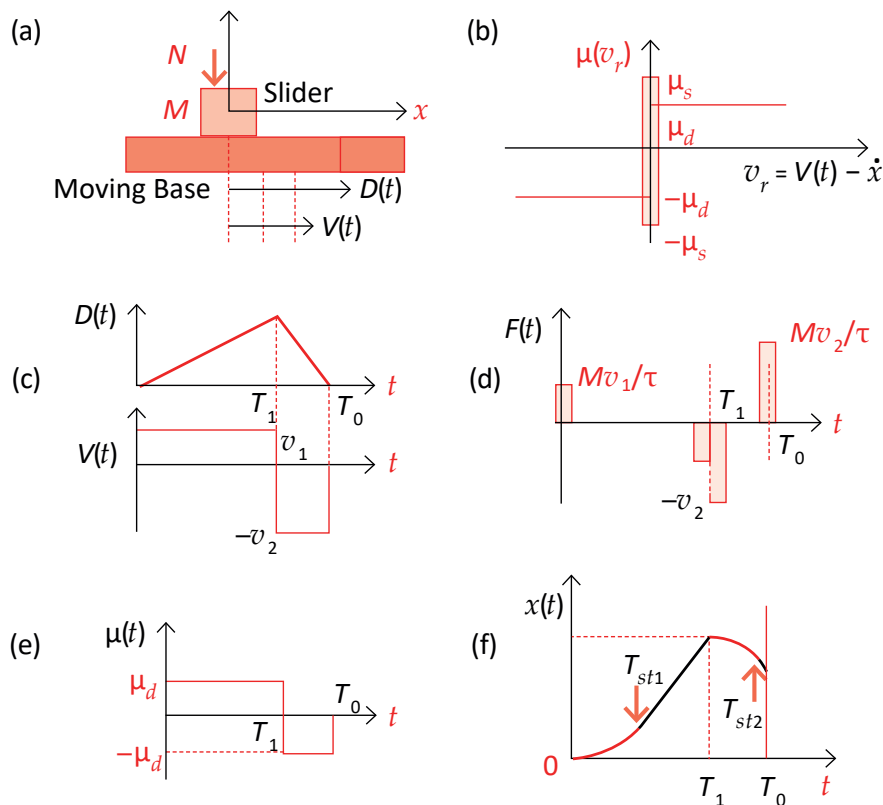 (a)
N
M
Slider
x
Moving Base
D(t)
V(t)
(b)
μ(v_r)
μ_s
μ_d
v_r = V(t) − ẋ
−μ_d
−μ_s
(c)
D(t)
T_1 T_0 t
V(t)
v_1
t
−v_2
(d)
F(t)
Mv_1/τ
Mv_2/τ
T_1
t
T_0
−v_2
(e)
μ(t)
μ_d
T_0
t
T_1
−μ_d
(f)
x(t)
T_st1
T_st2
0
T_1 T_0 t